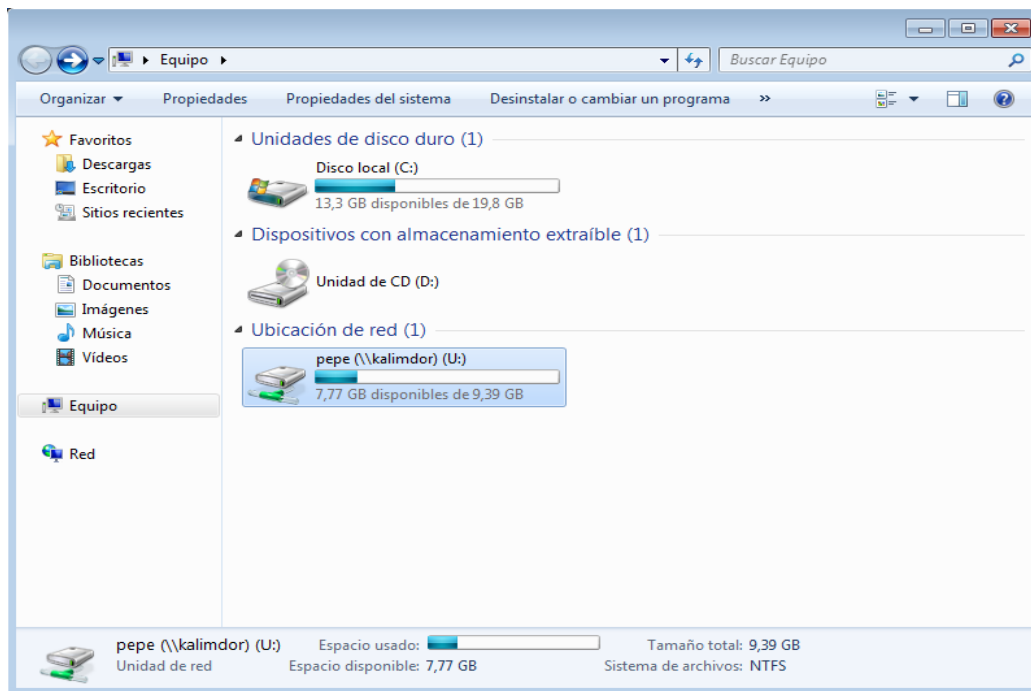 Equipo
Buscar Equipo
Organizar
Propiedades
Propiedades del sistema
Desinstalar o cambiar un programa
»
Favoritos
Descargas
Escritorio
Sitios recientes
Bibliotecas
Documentos
Imágenes
Música
Vídeos
Equipo
Red
Unidades de disco duro (1)
Disco local (C:)
13,3 GB disponibles de 19,8 GB
Dispositivos con almacenamiento extraíble (1)
Unidad de CD (D:)
Ubicación de red (1)
pepe (\\kalimdor) (U:)
7,77 GB disponibles de 9,39 GB
pepe (\\kalimdor) (U:) Espacio usado: Tamaño total: 9,39 GB
Unidad de red Espacio disponible: 7,77 GB Sistema de archivos: NTFS